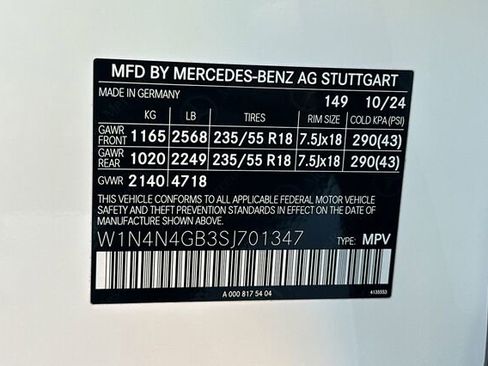 MFD BY MERCEDES-BENZ AG STUTTGART
MADE IN GERMANY 149 10/24
KG LB TIRES RIM SIZE COLD KPA(PSI)
GAWR FRONT 1165 2568 235/55 R18 7.5Jx18 290(43)
GAWR REAR 1020 2249 235/55 R18 7.5Jx18 290(43)
GVWR 2140 4718
THIS VEHICLE CONFORMS TO ALL APPLICABLE FEDERAL MOTOR VEHICLE
SAFETY AND THEFT PREVENTION STANDARDS IN EFFECT ON THE DATE OF
MANUFACTURE SHOWN ABOVE.
W1N4N4GB3SJ701347 TYPE: MPV
A 000 817 54 04